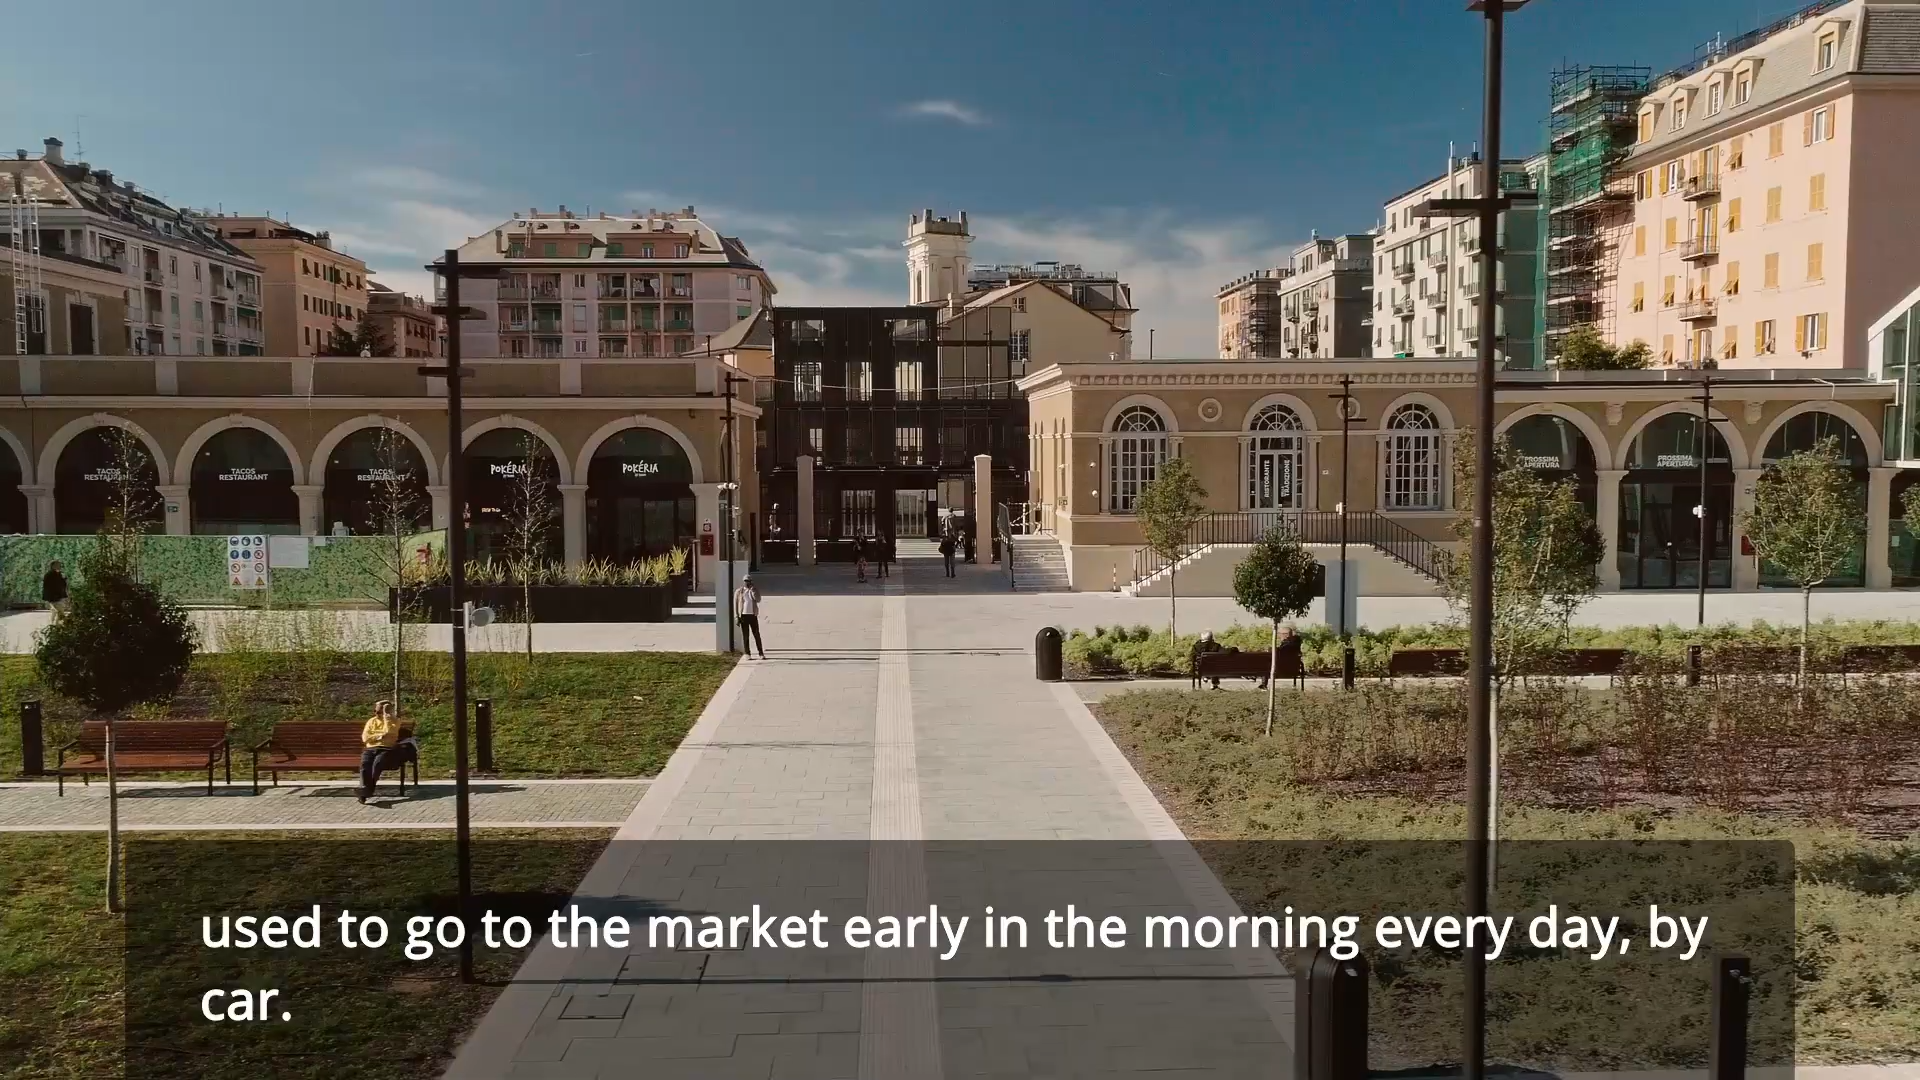 TACOS
RESTAURANT
TACOS
RESTAURANT
TACOS
RESTAURANT
POKÉRIA
POKÉRIA
RISTORANTE
TRADIZIONE
PROSSIMA
APERTURA
PROSSIMA
APERTURA
used to go to the market early in the morning every day, by
car.